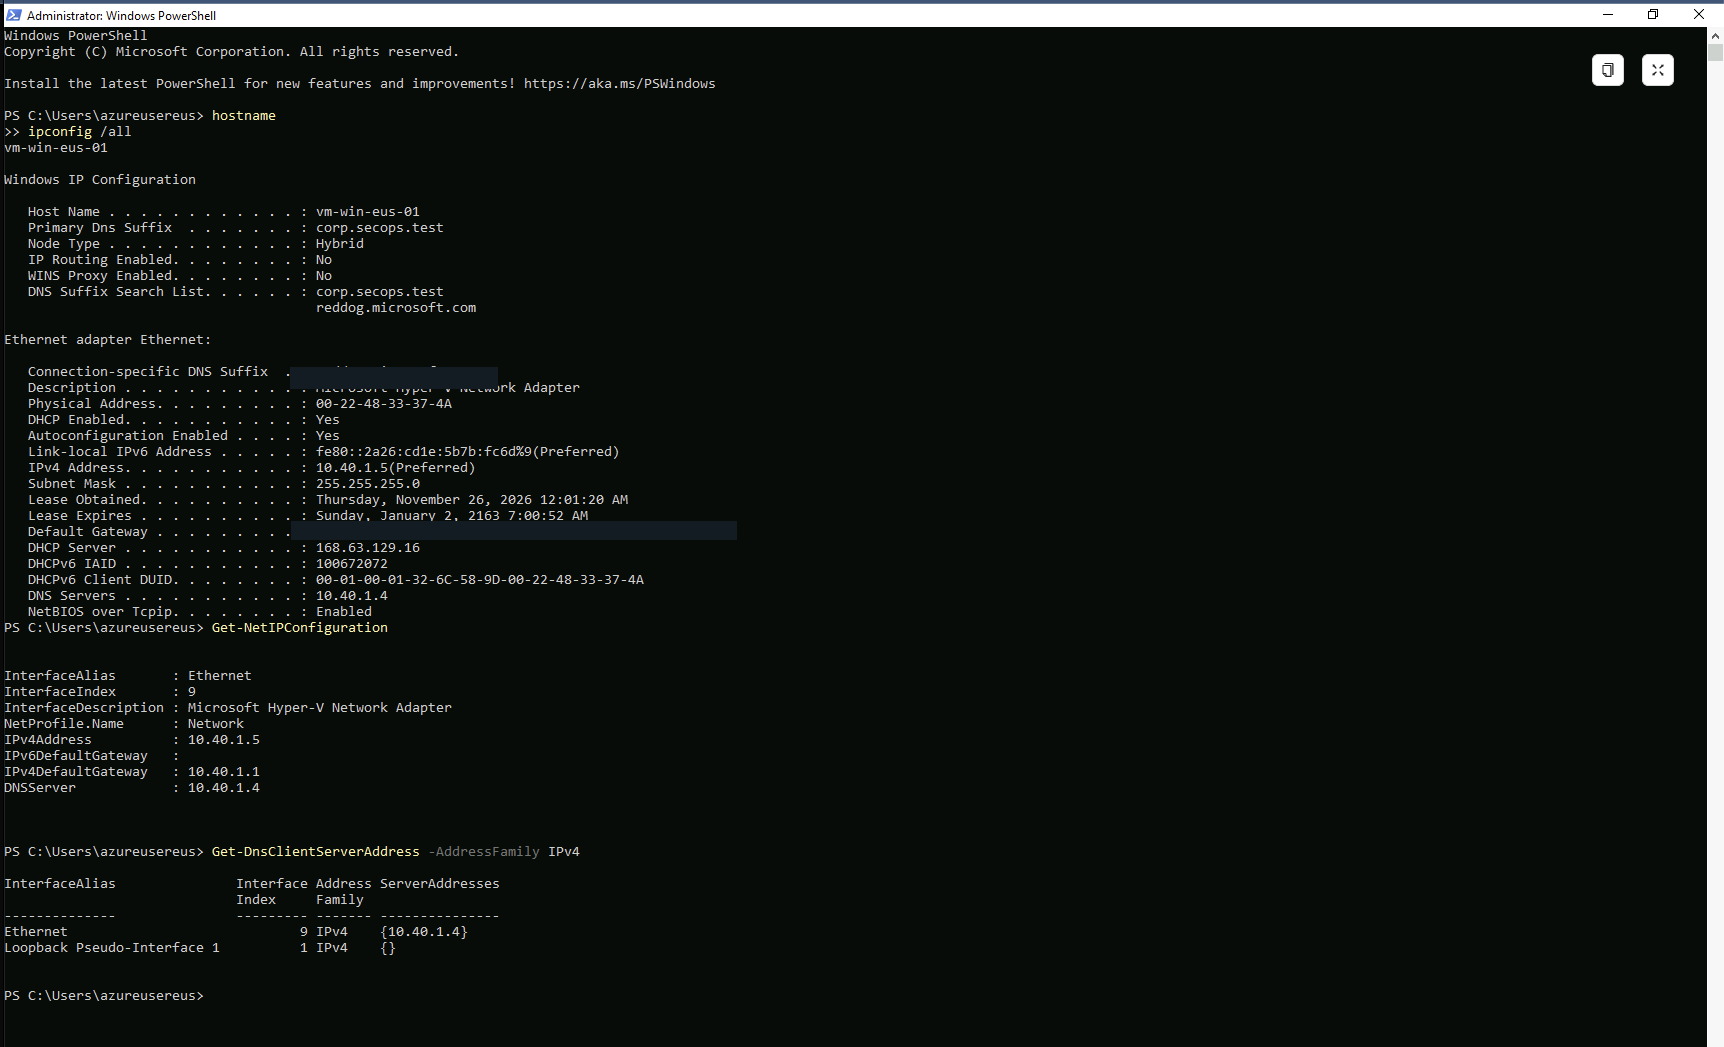 Administrator: Windows PowerShell
Windows PowerShell
Copyright (C) Microsoft Corporation. All rights reserved.
Install the latest PowerShell for new features and improvements! https://aka.ms/PSWindows
PS C:\Users\azureusereus> hostname
>> ipconfig /all
vm-win-eus-01
Windows IP Configuration
   Host Name . . . . . . . . . . . . : vm-win-eus-01
   Primary Dns Suffix  . . . . . . . : corp.secops.test
   Node Type . . . . . . . . . . . . : Hybrid
   IP Routing Enabled. . . . . . . . : No
   WINS Proxy Enabled. . . . . . . . : No
   DNS Suffix Search List. . . . . . : corp.secops.test
                                       reddog.microsoft.com
Ethernet adapter Ethernet:
   Connection-specific DNS Suffix  .
   Description . . . . . . . . . . . : Microsoft Hyper-V Network Adapter
   Physical Address. . . . . . . . . : 00-22-48-33-37-4A
   DHCP Enabled. . . . . . . . . . . : Yes
   Autoconfiguration Enabled . . . . : Yes
   Link-local IPv6 Address . . . . . : fe80::2a26:cd1e:5b7b:fc6d%9(Preferred)
   IPv4 Address. . . . . . . . . . . : 10.40.1.5(Preferred)
   Subnet Mask . . . . . . . . . . . : 255.255.255.0
   Lease Obtained. . . . . . . . . . : Thursday, November 26, 2026 12:01:20 AM
   Lease Expires . . . . . . . . . . : Sunday, January 2, 2163 7:00:52 AM
   Default Gateway . . . . . . . . .
   DHCP Server . . . . . . . . . . . : 168.63.129.16
   DHCPv6 IAID . . . . . . . . . . . : 100672072
   DHCPv6 Client DUID. . . . . . . . : 00-01-00-01-32-6C-58-9D-00-22-48-33-37-4A
   DNS Servers . . . . . . . . . . . : 10.40.1.4
   NetBIOS over Tcpip. . . . . . . . : Enabled
PS C:\Users\azureusereus> Get-NetIPConfiguration
InterfaceAlias       : Ethernet
InterfaceIndex       : 9
InterfaceDescription : Microsoft Hyper-V Network Adapter
NetProfile.Name      : Network
IPv4Address          : 10.40.1.5
IPv6DefaultGateway   :
IPv4DefaultGateway   : 10.40.1.1
DNSServer            : 10.40.1.4
PS C:\Users\azureusereus> Get-DnsClientServerAddress -AddressFamily IPv4
InterfaceAlias               Interface Address ServerAddresses
                             Index     Family
--------------               --------- ------- ---------------
Ethernet                             9 IPv4    {10.40.1.4}
Loopback Pseudo-Interface 1          1 IPv4    {}
PS C:\Users\azureusereus>